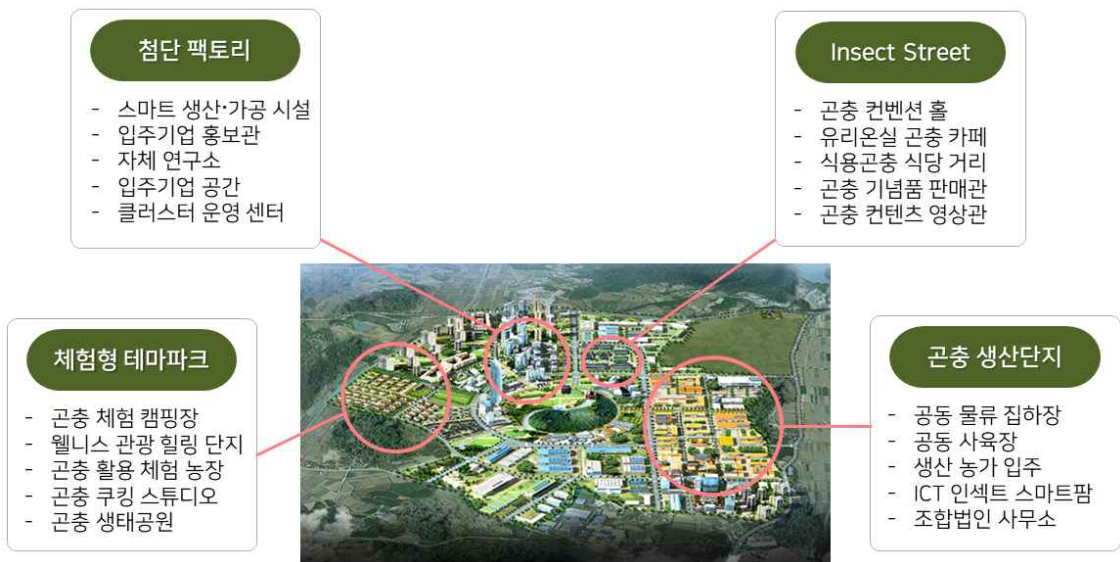 첨단 팩토리
- 스마트 생산·가공 시설
- 입주기업 홍보관
- 자체 연구소
- 입주기업 공간
- 클러스터 운영 센터
Insect Street
- 곤충 컨벤션 홀
- 유리온실 곤충 카페
- 식용곤충 식당 거리
- 곤충 기념품 판매관
- 곤충 컨텐츠 영상관
체험형 테마파크
- 곤충 체험 캠핑장
- 웰니스 관광 힐링 단지
- 곤충 활용 체험 농장
- 곤충 쿠킹 스튜디오
- 곤충 생태공원
곤충 생산단지
- 공동 물류 집하장
- 공동 사육장
- 생산 농가 입주
- ICT 인섹트 스마트팜
- 조합법인 사무소